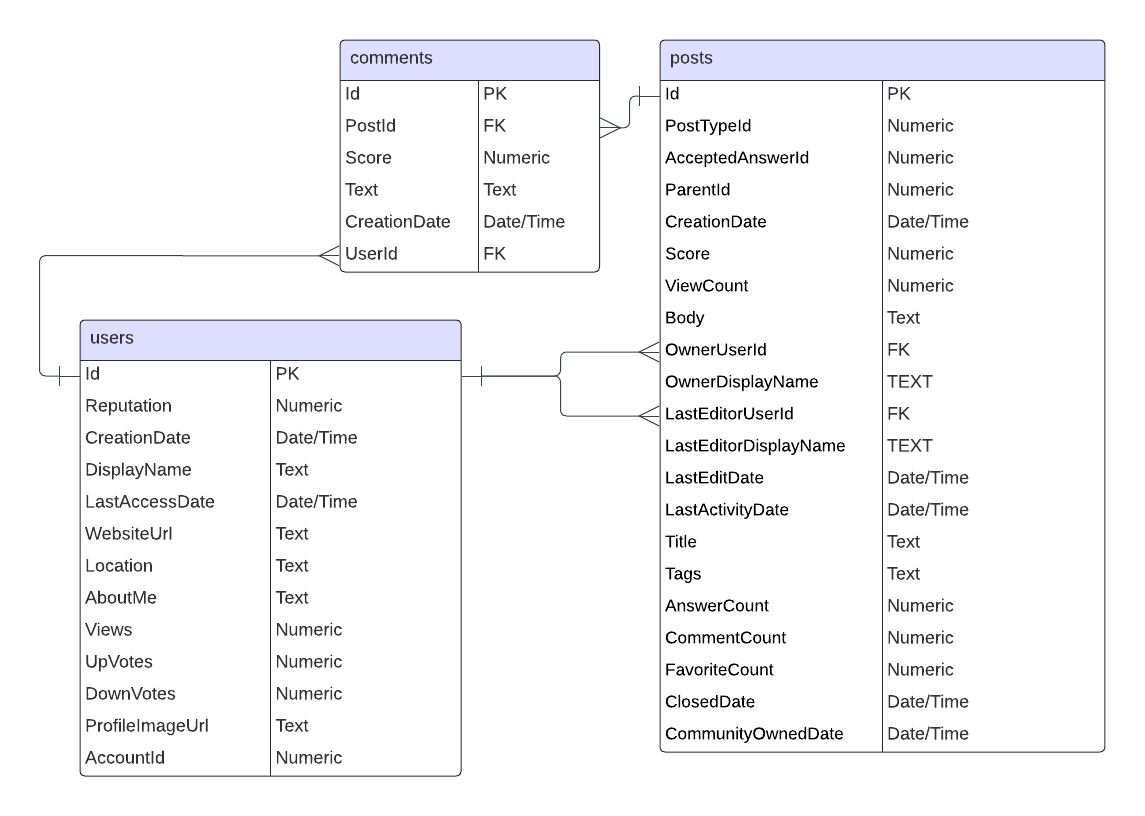 comments
Id PK
PostId FK
Score Numeric
Text Text
CreationDate Date/Time
UserId FK
users
Id PK
Reputation Numeric
CreationDate Date/Time
DisplayName Text
LastAccessDate Date/Time
WebsiteUrl Text
Location Text
AboutMe Text
Views Numeric
UpVotes Numeric
DownVotes Numeric
ProfileImageUrl Text
AccountId Numeric
posts
Id PK
PostTypeId Numeric
AcceptedAnswerId Numeric
ParentId Numeric
CreationDate Date/Time
Score Numeric
ViewCount Numeric
Body Text
OwnerUserId FK
OwnerDisplayName TEXT
LastEditorUserId FK
LastEditorDisplayName TEXT
LastEditDate Date/Time
LastActivityDate Date/Time
Title Text
Tags Text
AnswerCount Numeric
CommentCount Numeric
FavoriteCount Numeric
ClosedDate Date/Time
CommunityOwnedDate Date/Time